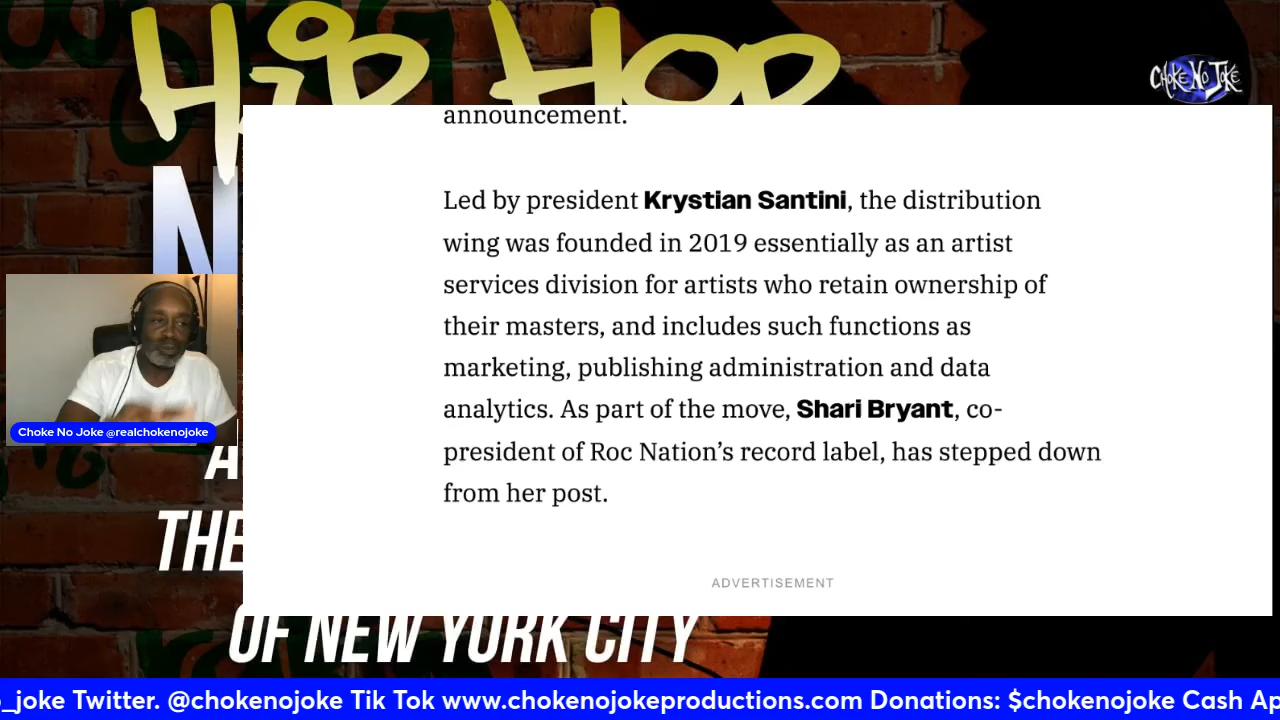 Hip Hop
CHOKE NO JOKE
N
announcement.
Led by president Krystian Santini, the distribution
wing was founded in 2019 essentially as an artist
services division for artists who retain ownership of
their masters, and includes such functions as
marketing, publishing administration and data
analytics. As part of the move, Shari Bryant, co-
president of Roc Nation’s record label, has stepped down
from her post.
ADVERTISEMENT
Choke No Joke @realchokenojoke
A
THE
OF NEW YORK CITY
_joke Twitter. @chokenojoke Tik Tok www.chokenojokeproductions.com Donations: $chokenojoke Cash Ap